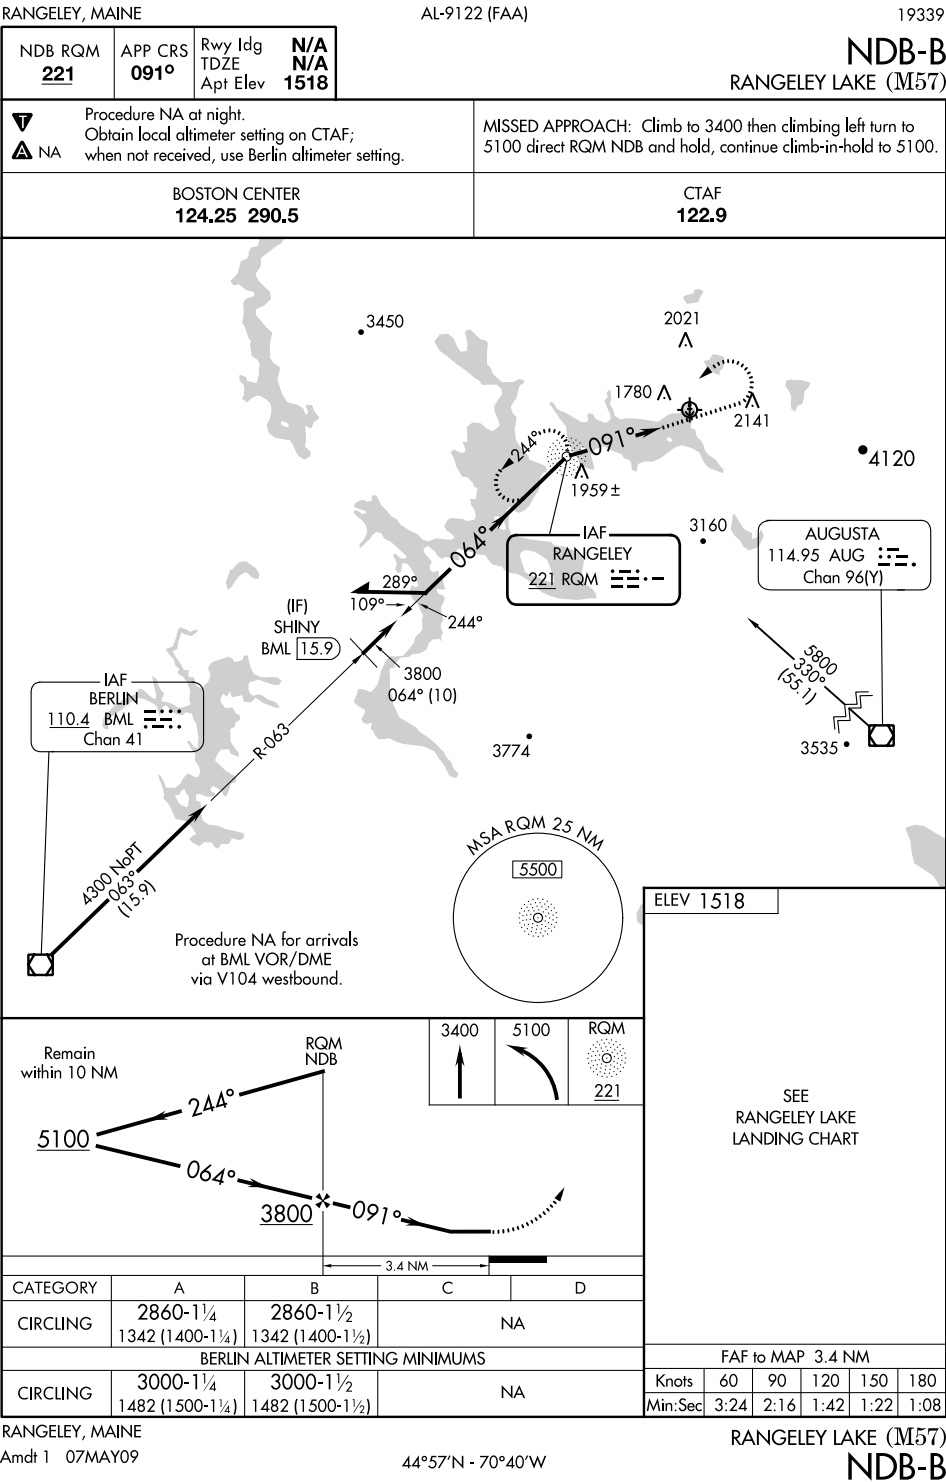 RANGELEY, MAINE
AL-9122 (FAA)
19339
NDB RQM
221
APP CRS
091°
Rwy Idg N/A
TDZE N/A
Apt Elev 1518
NDB-B
RANGELEY LAKE (M57)
T
A NA
Procedure NA at night.
Obtain local altimeter setting on CTAF;
when not received, use Berlin altimeter setting.
MISSED APPROACH: Climb to 3400 then climbing left turn to
5100 direct RQM NDB and hold, continue climb-in-hold to 5100.
BOSTON CENTER
124.25 290.5
CTAF
122.9
3450
2021
1780
2141
091°
244°
4120
1959±
IAF
RANGELEY
221 RQM
3160
AUGUSTA
114.95 AUG
Chan 96(Y)
064°
289°
109°
244°
(IF)
SHINY
BML 15.9
3800
064° (10)
5800
330°
(55.1)
IAF
BERLIN
110.4 BML
Chan 41
R-063
3774
3535
4300 NoPT
063°
(15.9)
MSA RQM 25 NM
5500
Procedure NA for arrivals
at BML VOR/DME
via V104 westbound.
ELEV 1518
SEE
RANGELEY LAKE
LANDING CHART
Remain
within 10 NM
RQM
NDB
3400
5100
RQM
221
244°
5100
064°
3800
091°
3.4 NM
CATEGORY A B C D
CIRCLING 2860-1¼ 2860-1½ NA
1342 (1400-1¼) 1342 (1400-1½)
BERLIN ALTIMETER SETTING MINIMUMS
CIRCLING 3000-1¼ 3000-1½ NA
1482 (1500-1¼) 1482 (1500-1½)
FAF to MAP 3.4 NM
Knots 60 90 120 150 180
Min:Sec 3:24 2:16 1:42 1:22 1:08
RANGELEY, MAINE
Amdt 1 07MAY09
44°57'N - 70°40'W
RANGELEY LAKE (M57)
NDB-B